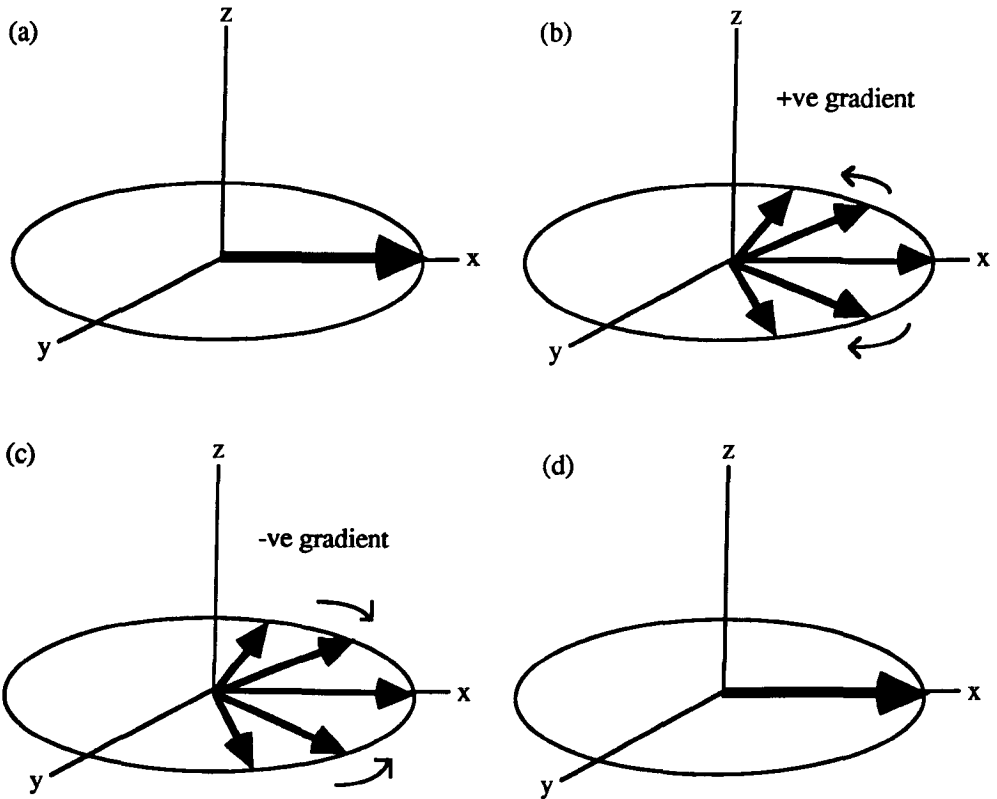 (a)
z
x
y
(b)
z
+ve gradient
x
y
(c)
z
-ve gradient
x
y
(d)
z
x
y